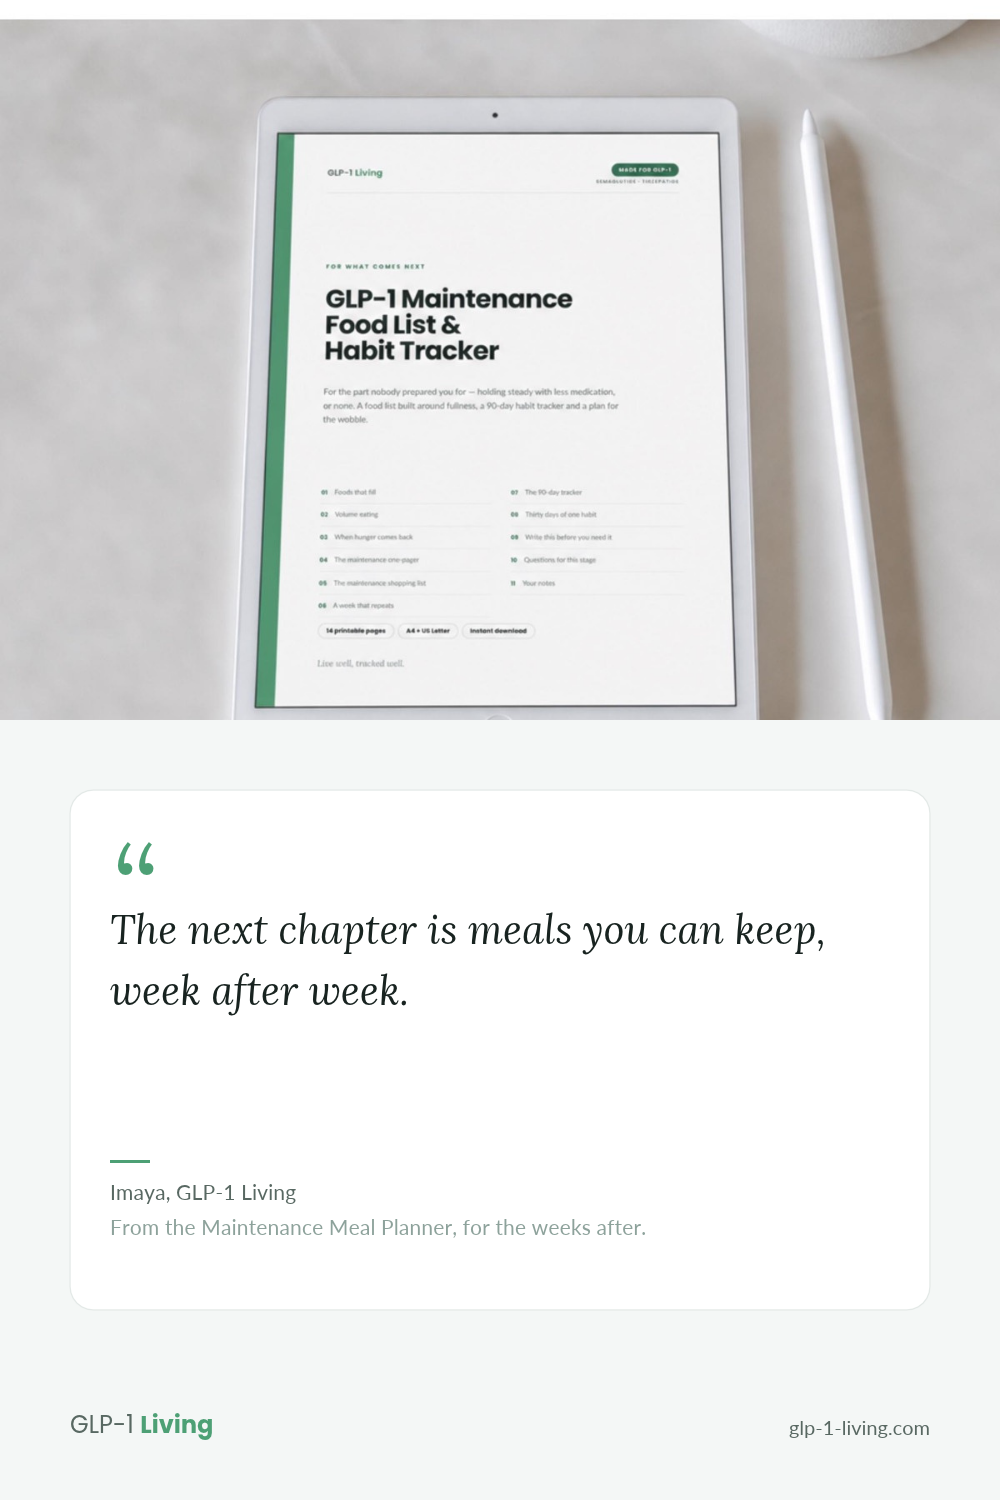 GLP-1 Living
MADE FOR GLP-1
SEMAGLUTIDE · TIRZEPATIDE
FOR WHAT COMES NEXT
GLP-1 Maintenance
Food List &
Habit Tracker
For the part nobody prepared you for — holding steady with less medication,
or none. A food list built around fullness, a 90-day habit tracker and a plan for
the wobble.
01 Foods that fill
02 Volume eating
03 When hunger comes back
04 The maintenance one-pager
05 The maintenance shopping list
06 A week that repeats
07 The 90-day tracker
08 Thirty days of one habit
09 Write this before you need it
10 Questions for this stage
11 Your notes
14 printable pages
A4 + US Letter
Instant download
Live well, tracked well.
“
The next chapter is meals you can keep,
week after week.
Imaya, GLP-1 Living
From the Maintenance Meal Planner, for the weeks after.
GLP-1 Living
glp-1-living.com